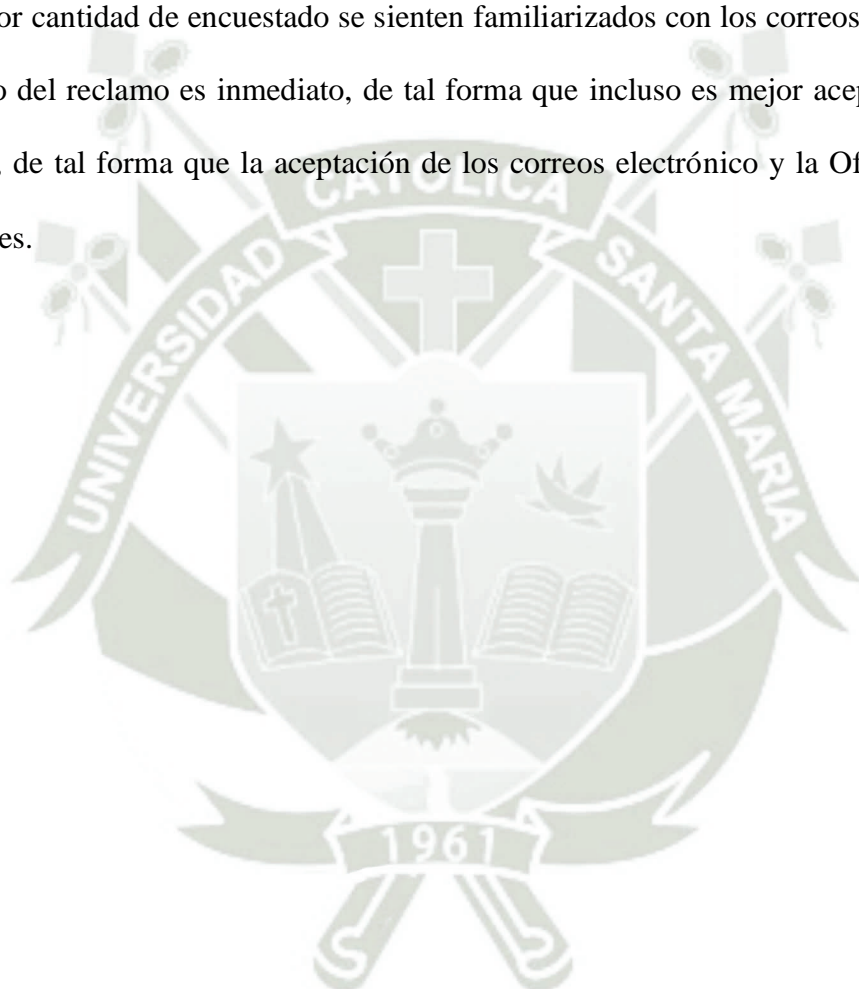 or cantidad de encuestado se sienten familiarizados con los correos
o del reclamo es inmediato, de tal forma que incluso es mejor acep
, de tal forma que la aceptación de los correos electrónico y la Of
es.
UNIVERSIDAD CATOLICA SANTA MARIA
1961